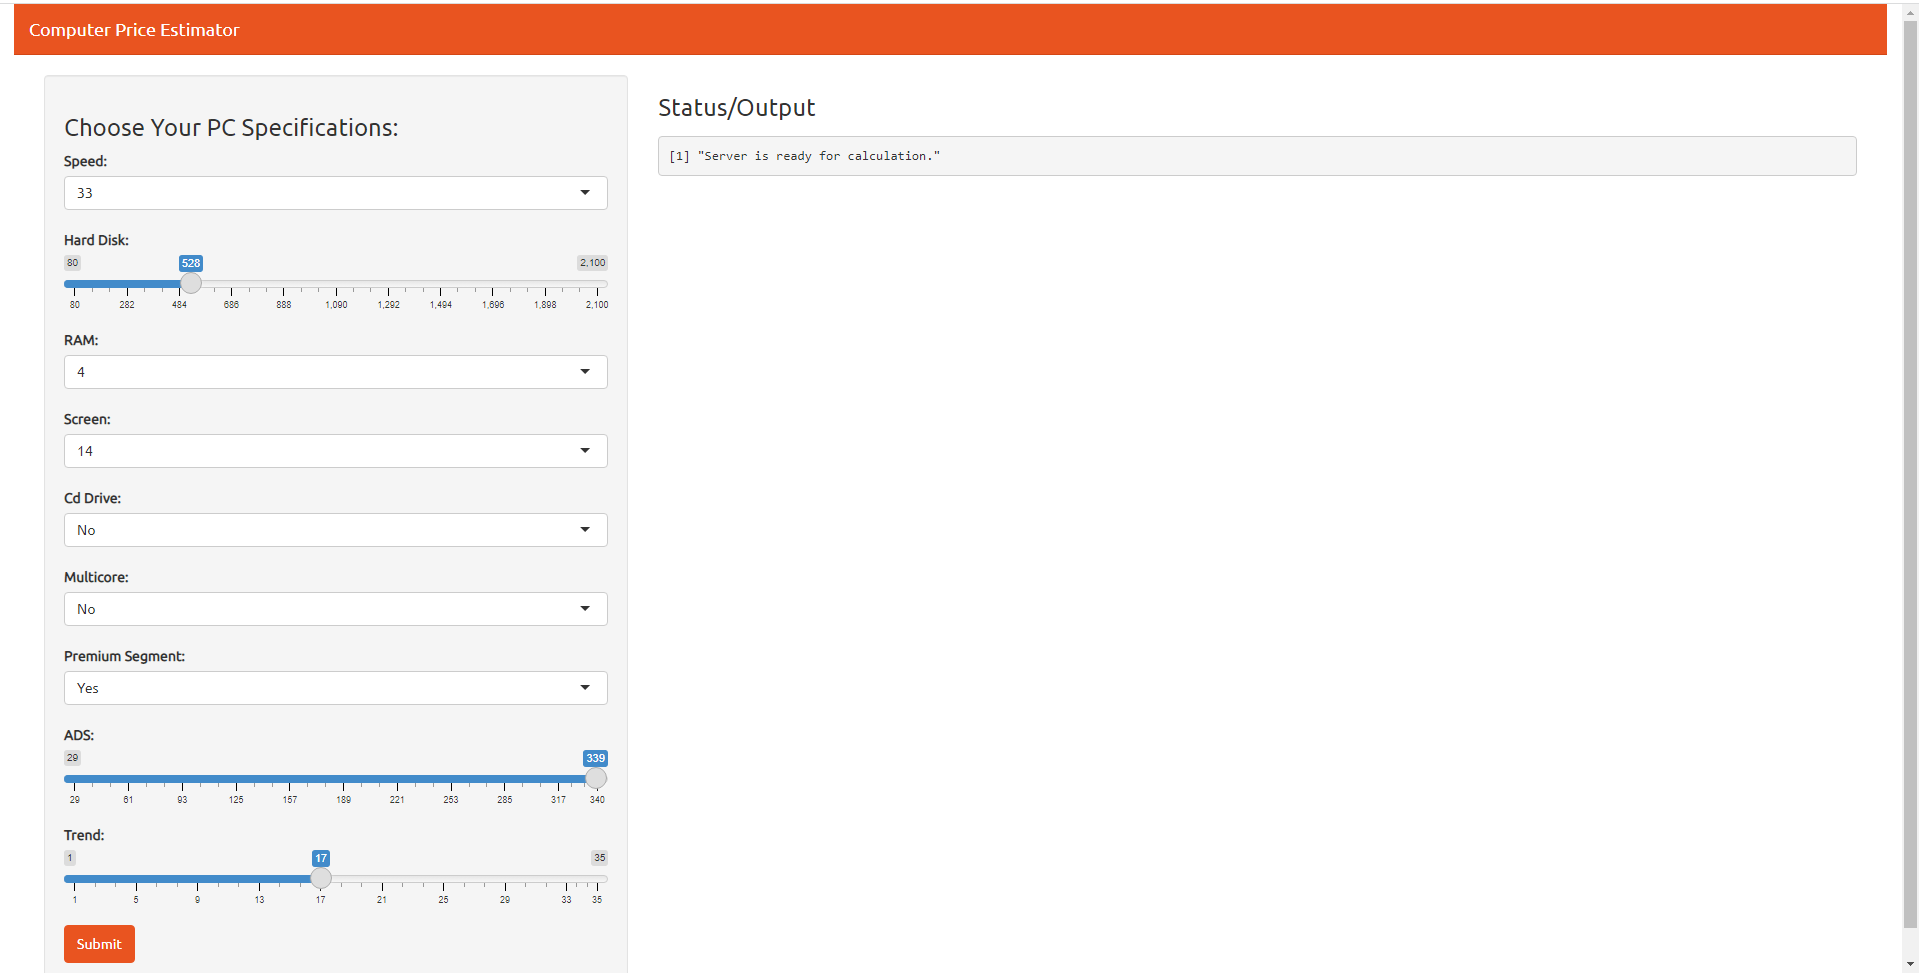 Computer Price Estimator
Choose Your PC Specifications:
Speed:
33
Hard Disk:
80 528 2,100
80 282 484 686 888 1,090 1,292 1,494 1,696 1,898 2,100
RAM:
4
Screen:
14
Cd Drive:
No
Multicore:
No
Premium Segment:
Yes
ADS:
29 339
29 61 93 125 157 189 221 253 285 317 340
Trend:
1 17 35
1 5 9 13 17 21 25 29 33 35
Submit
Status/Output
[1] "Server is ready for calculation."